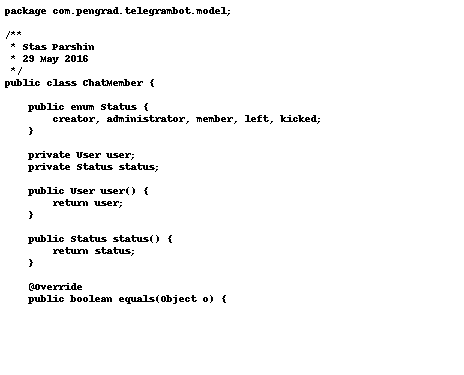 package com.pengrad.telegrambot.model;

/**
 * Stas Parshin
 * 29 May 2016
 */
public class ChatMember {

    public enum Status {
        creator, administrator, member, left, kicked;
    }

    private User user;
    private Status status;

    public User user() {
        return user;
    }

    public Status status() {
        return status;
    }

    @Override
    public boolean equals(Object o) {